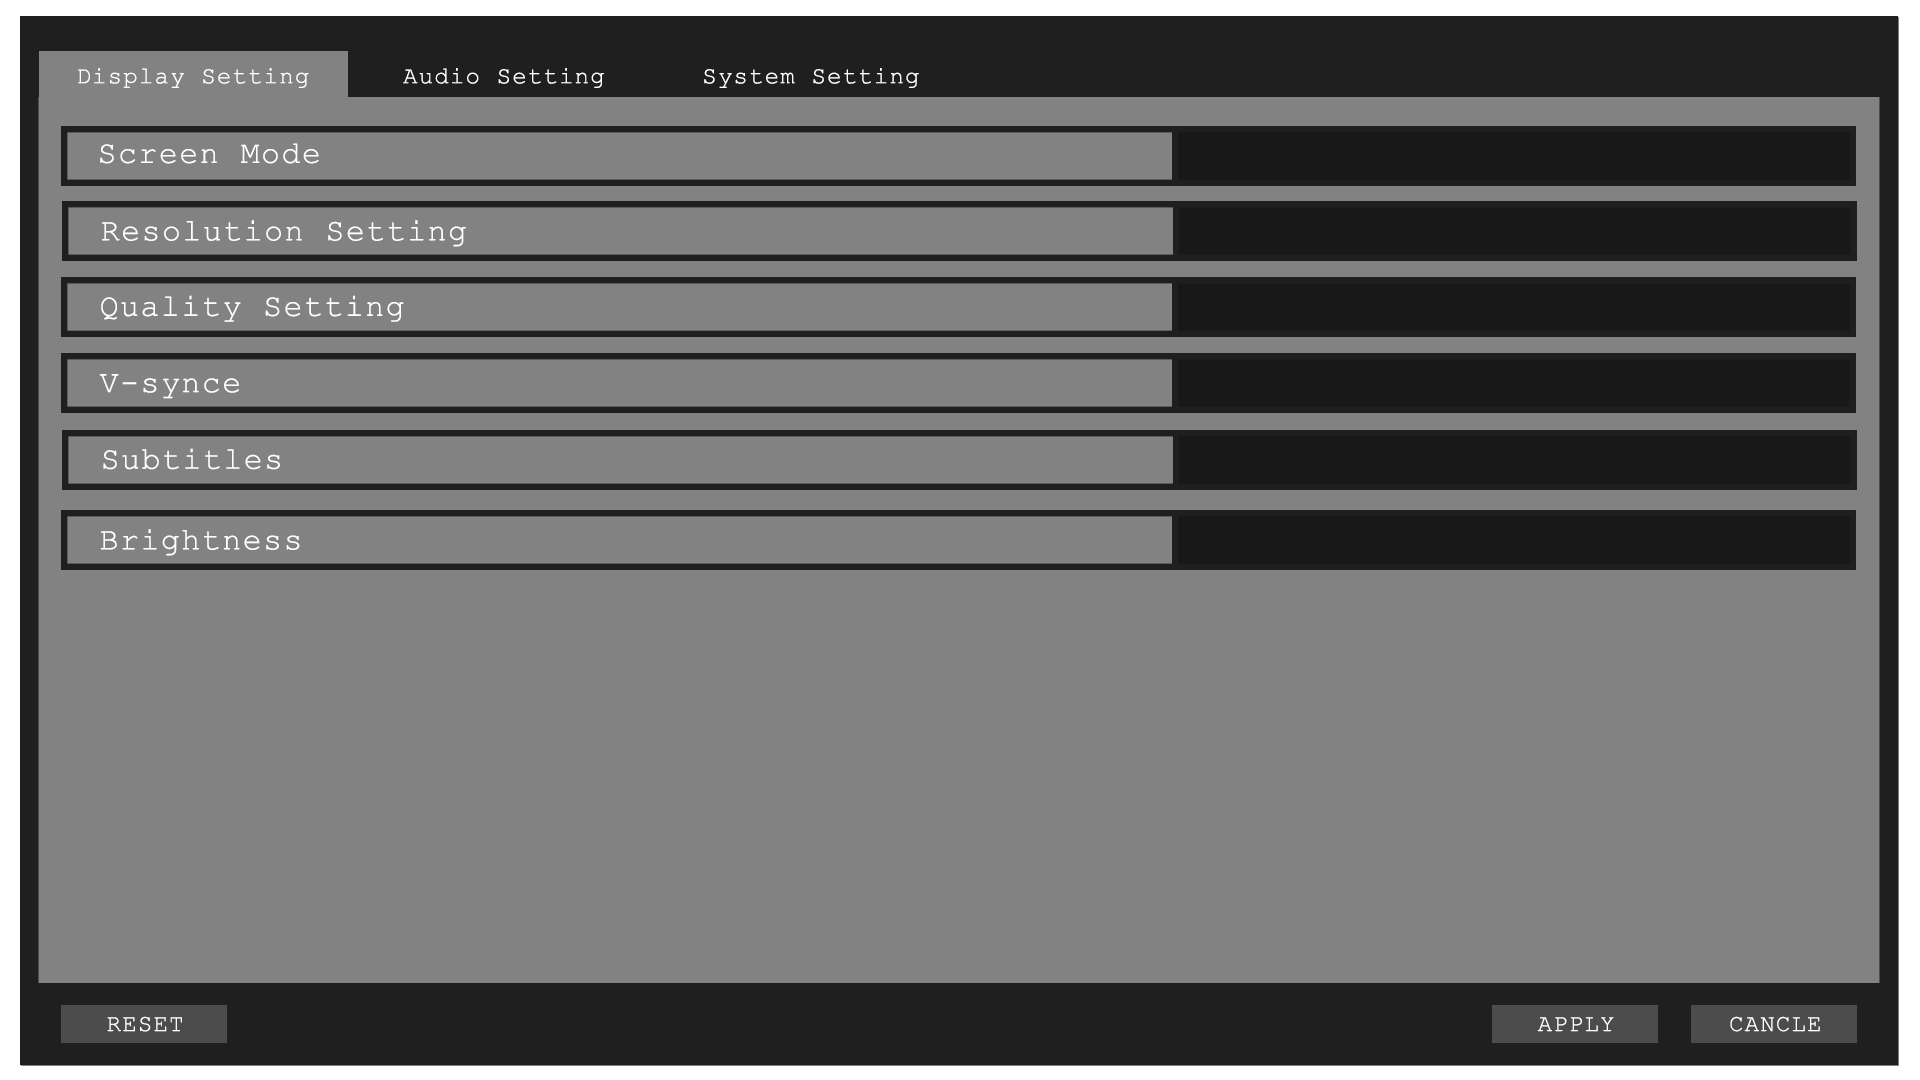 Display Setting Audio Setting System Setting
Screen Mode
Resolution Setting
Quality Setting
V-synce
Subtitles
Brightness
RESET APPLY CANCLE